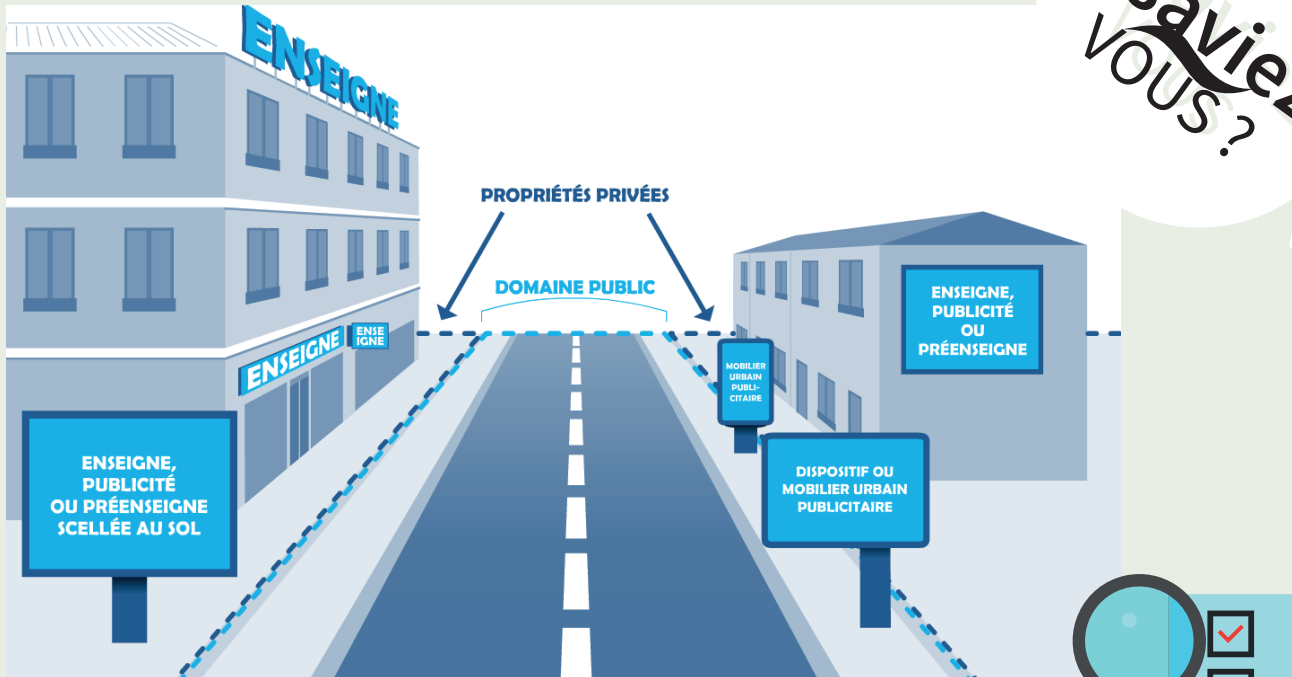 ENSEIGNE
saviez
VOUS ?
PROPRIÉTÉS PRIVÉES
DOMAINE PUBLIC
ENSEIGNE
ENSE
IGNE
ENSEIGNE,
PUBLICITÉ
OU
PRÉENSEIGNE
MOBILIER
URBAIN
PUBLI-
CITAIRE
ENSEIGNE,
PUBLICITÉ
OU PRÉENSEIGNE
SCELLÉE AU SOL
DISPOSITIF OU
MOBILIER URBAIN
PUBLICITAIRE